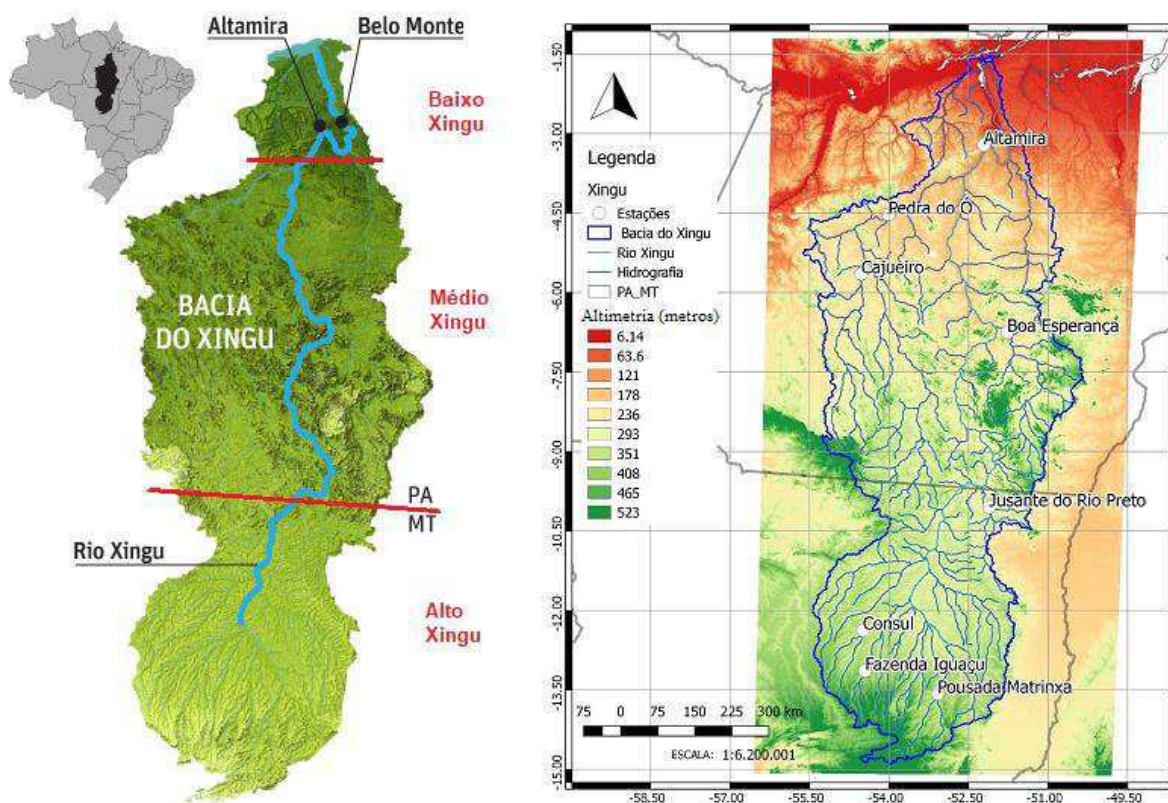 Altamira
Belo Monte
Baixo
Xingu
BACIA
DO XINGU
Médio
Xingu
PA
MT
Rio Xingu
Alto
Xingu
Legenda
Xingu
Estações
Bacia do Xingu
Rio Xingu
Hidrografia
PA_MT
Altimetria (metros)
6.14
63.6
121
178
236
293
351
408
465
523
Altamira
Pedra do Ó
Cajueiro
Boa Esperança
Jusante do Rio Preto
Consul
Fazenda Iguaçu
Pousada Matrinxa
75 0 75 150 225 300 km
ESCALA: 1:6.200.001
-1.50
-3.00
-4.50
-6.00
-7.50
-9.00
-10.50
-12.00
-13.50
-15.00
-58.50 -57.00 -55.50 -54.00 -52.50 -51.00 -49.50